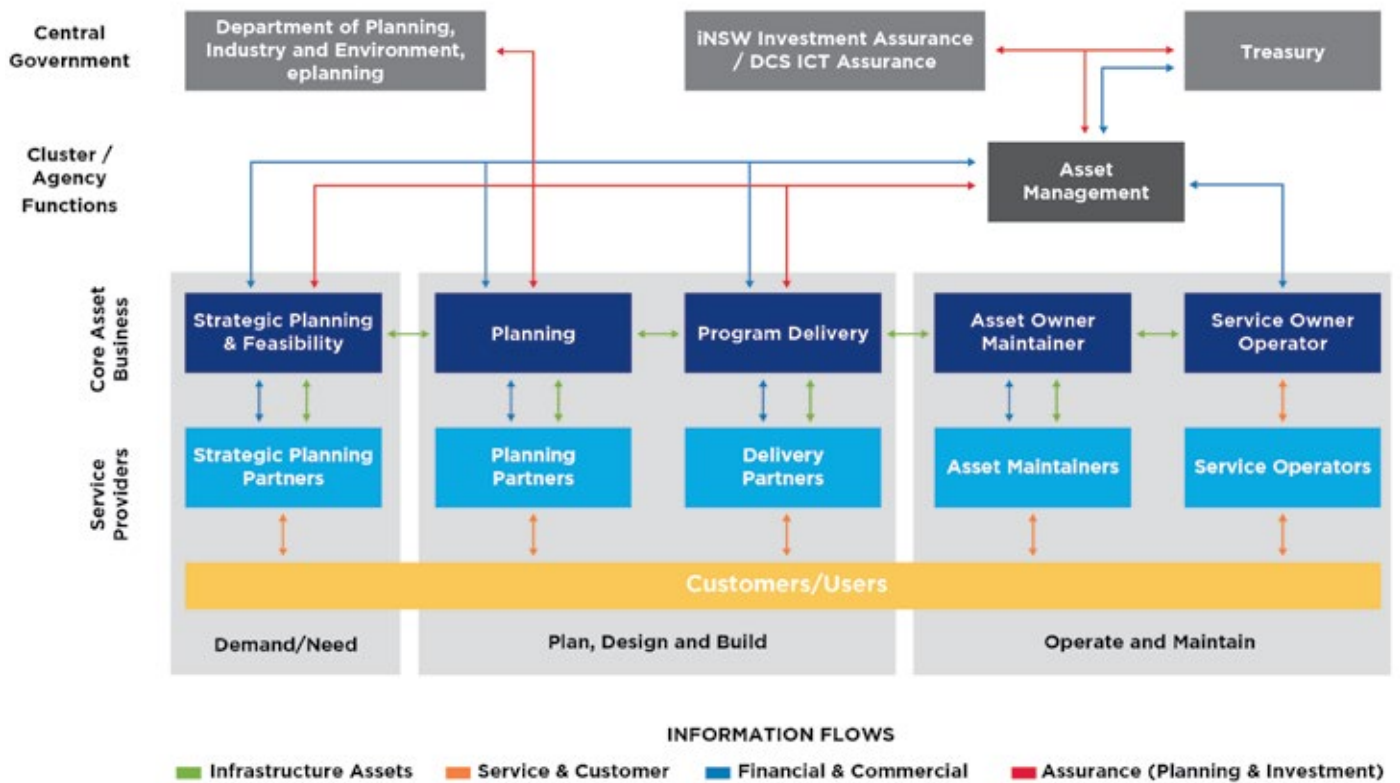 Central
Government
Department of Planning,
Industry and Environment,
eplanning
iNSW Investment Assurance
/ DCS ICT Assurance
Treasury
Cluster /
Agency
Functions
Asset
Management
Core Asset
Business
Strategic Planning
& Feasibility
Planning
Program Delivery
Asset Owner
Maintainer
Service Owner
Operator
Service
Providers
Strategic Planning
Partners
Planning
Partners
Delivery
Partners
Asset Maintainers
Service Operators
Customers/Users
Demand/Need
Plan, Design and Build
Operate and Maintain
INFORMATION FLOWS
Infrastructure Assets
Service & Customer
Financial & Commercial
Assurance (Planning & Investment)